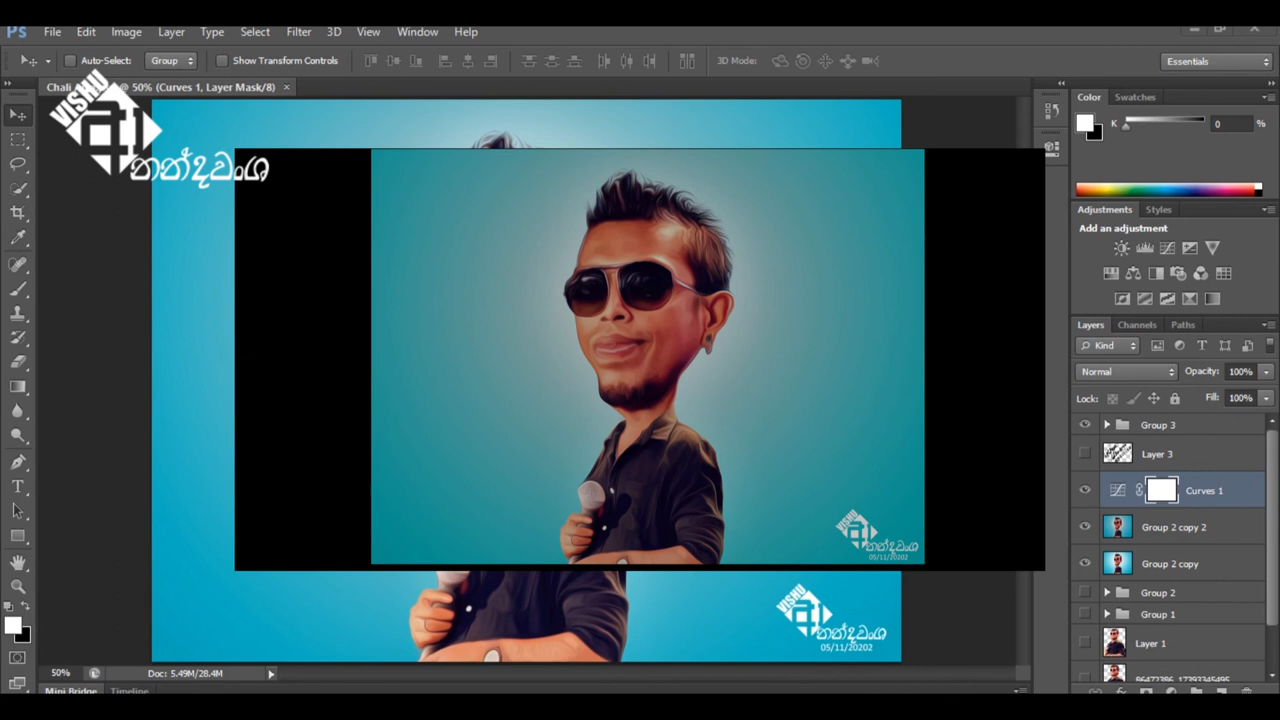 Ps File Edit Image Layer Type Select Filter 3D View Window Help
Auto-Select: Group Show Transform Controls 3D Mode: Essentials
Chali @ 50% (Curves 1, Layer Mask/8) ×
VISHU
නන්දවංශ
Color Swatches
K 0 %
Adjustments Styles
Add an adjustment
Layers Channels Paths
Kind
Normal Opacity: 100%
Lock: Fill: 100%
Group 3
Layer 3
Curves 1
Group 2 copy 2
Group 2 copy
Group 2
Group 1
Layer 1
86472386_17793345495
VISHU
නන්දවංශ
05/11/20202
VISHU
නන්දවංශ
05/11/20202
50% Doc: 5.49M/28.4M
Mini Bridge Timeline